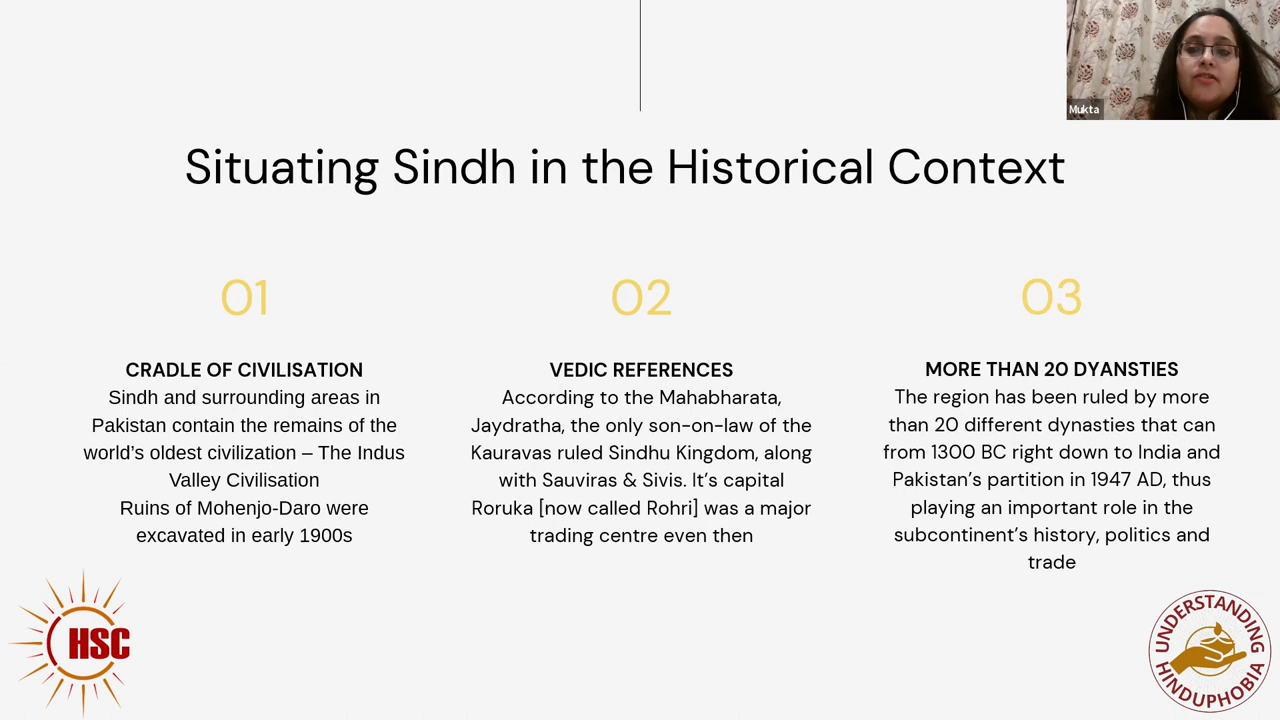 Mukta
Situating Sindh in the Historical Context
01
CRADLE OF CIVILISATION
Sindh and surrounding areas in
Pakistan contain the remains of the
world's oldest civilization – The Indus
Valley Civilisation
Ruins of Mohenjo-Daro were
excavated in early 1900s
02
VEDIC REFERENCES
According to the Mahabharata,
Jaydratha, the only son-on-law of the
Kauravas ruled Sindhu Kingdom, along
with Sauviras & Sivis. It's capital
Roruka [now called Rohri] was a major
trading centre even then
03
MORE THAN 20 DYANSTIES
The region has been ruled by more
than 20 different dynasties that can
from 1300 BC right down to India and
Pakistan's partition in 1947 AD, thus
playing an important role in the
subcontinent's history, politics and
trade
HSC
UNDERSTANDING
HINDUPHOBIA